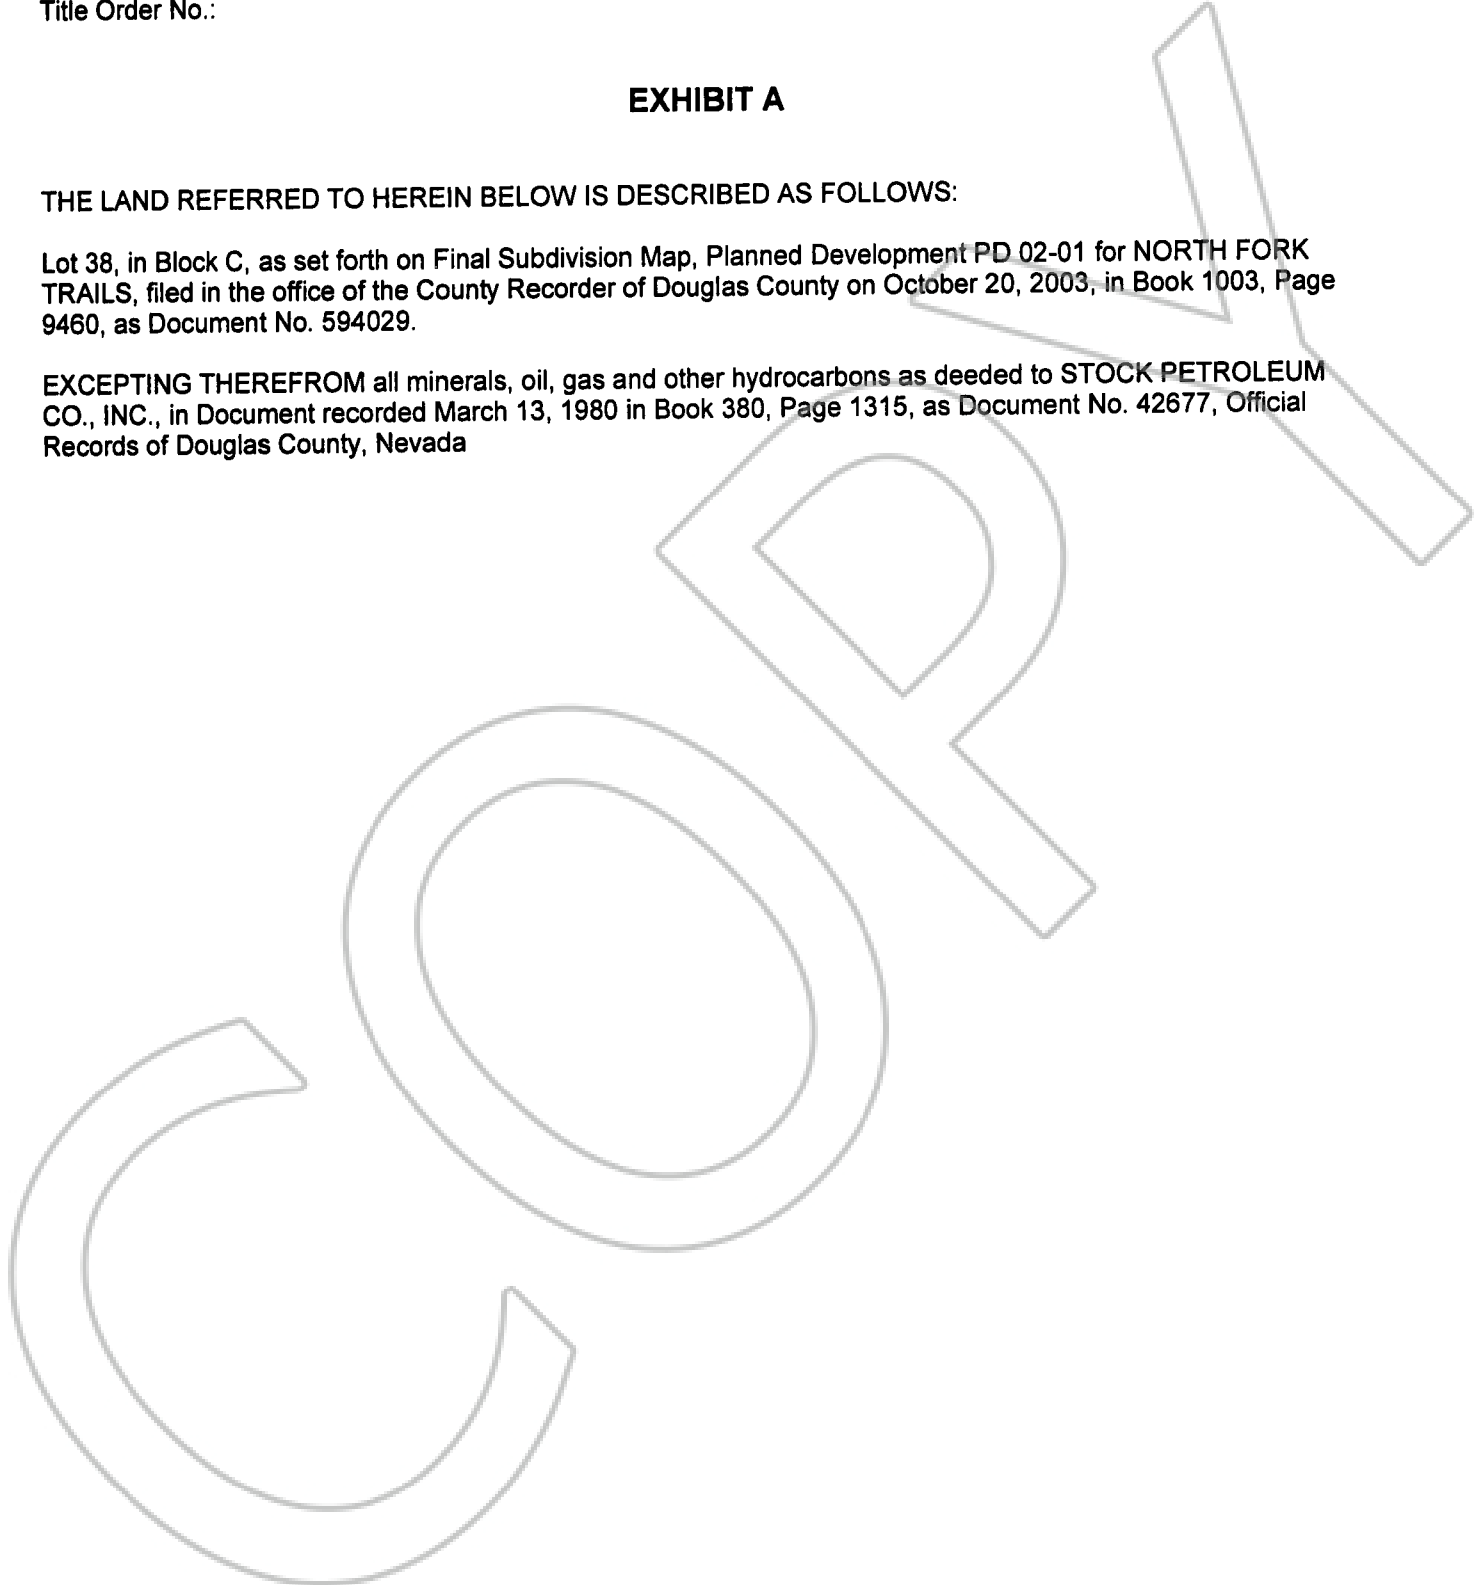 Title Order No.:
EXHIBIT A
THE LAND REFERRED TO HEREIN BELOW IS DESCRIBED AS FOLLOWS:
Lot 38, in Block C, as set forth on Final Subdivision Map, Planned Development PD 02-01 for NORTH FORK
TRAILS, filed in the office of the County Recorder of Douglas County on October 20, 2003, in Book 1003, Page
9460, as Document No. 594029.
EXCEPTING THEREFROM all minerals, oil, gas and other hydrocarbons as deeded to STOCK PETROLEUM
CO., INC., in Document recorded March 13, 1980 in Book 380, Page 1315, as Document No. 42677, Official
Records of Douglas County, Nevada
COPY